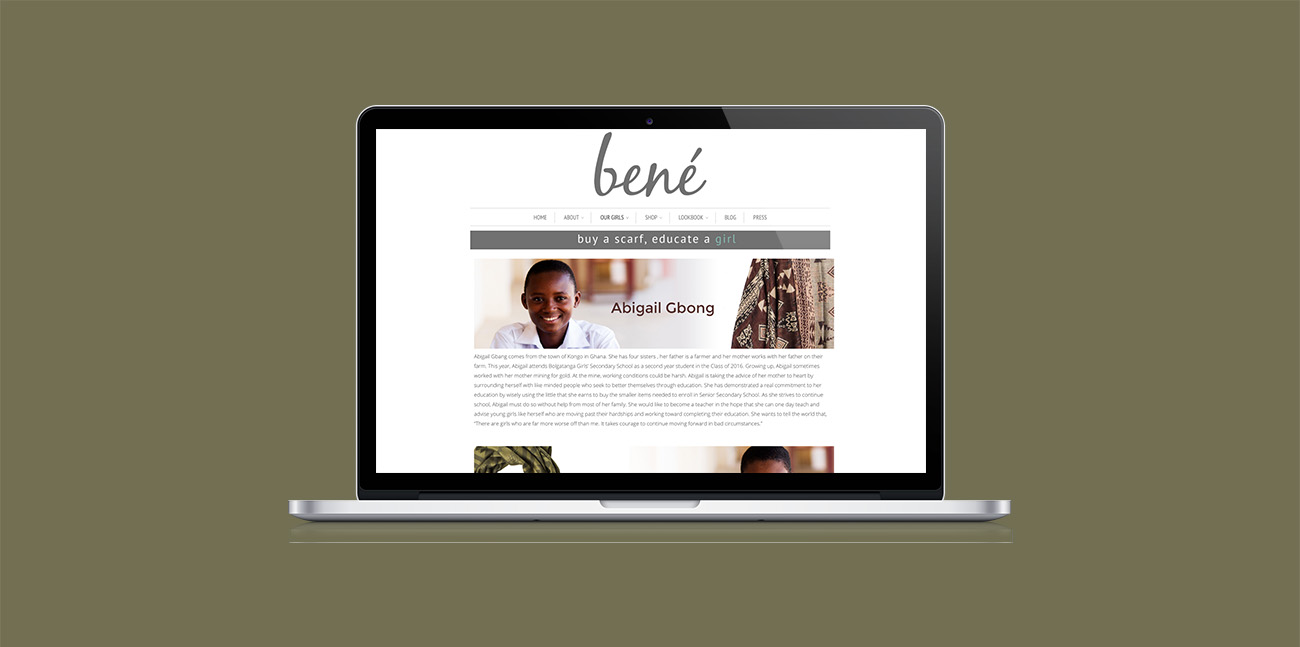 bené
HOME ABOUT OUR GIRLS SHOP LOOKBOOK BLOG PRESS
buy a scarf, educate a girl
Abigail Gbong
Abigail Gbang comes from the town of Kongo in Ghana. She has four sisters , her father is a farmer and her mother works with her father on their
farm. This year, Abigail attends Bolgatanga Girls' Secondary School as a second year student in the Class of 2016. Growing up, Abigail sometimes
worked with her mother mining for gold. At the mine, working conditions could be harsh. Abigail is taking the advice of her mother to heart by
surrounding herself with like minded people who seek to better themselves through education. She has demonstrated a real commitment to her
education by wisely using the little that she earns to buy the smaller items needed to enroll in Senior Secondary School. As she strives to continue
school, Abigail must do so without help from most of her family. She would like to become a teacher in the hope that she can one day teach and
advise young girls like herself who are moving past their hardships and working toward completing their education. She wants to tell the world that,
"There are girls who are far more worse off than me. It takes courage to continue moving forward in bad circumstances."